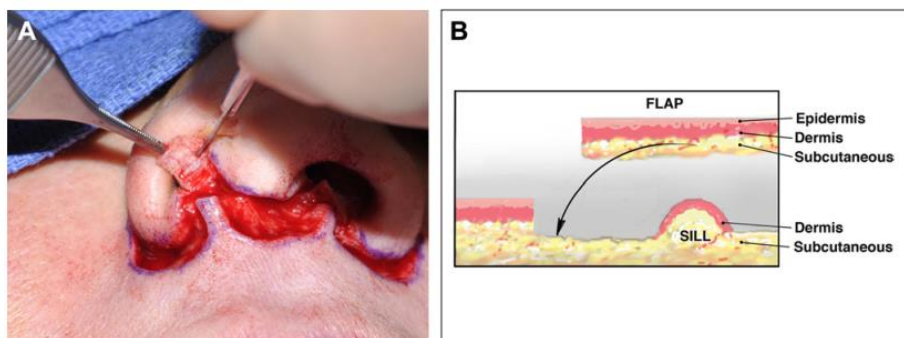 A
B
FLAP
Epidermis
Dermis
Subcutaneous
Dermis
SILL
Subcutaneous